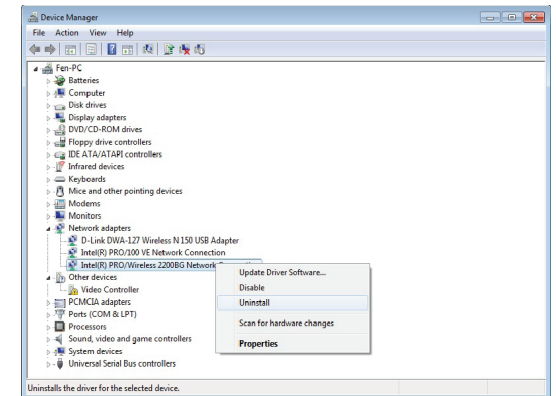 Device Manager
File Action View Help
Fen-PC
Batteries
Computer
Disk drives
Display adapters
DVD/CD-ROM drives
Floppy drive controllers
IDE ATA/ATAPI controllers
Infrared devices
Keyboards
Mice and other pointing devices
Modems
Monitors
Network adapters
D-Link DWA-127 Wireless N 150 USB Adapter
Intel(R) PRO/100 VE Network Connection
Intel(R) PRO/Wireless 2200BG Network
Update Driver Software...
Disable
Uninstall
Scan for hardware changes
Properties
Other devices
Video Controller
PCMCIA adapters
Ports (COM & LPT)
Processors
Sound, video and game controllers
System devices
Universal Serial Bus controllers
Uninstalls the driver for the selected device.